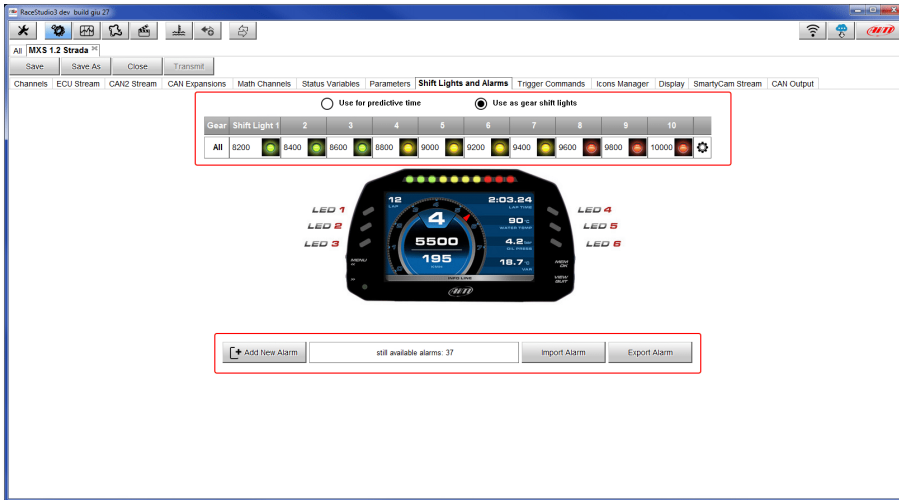 RaceStudio3 dev build giu 27
All MXS 1.2 Strada
Save Save As Close Transmit
Channels ECU Stream CAN2 Stream CAN Expansions Math Channels Status Variables Parameters Shift Lights and Alarms Trigger Commands Icons Manager Display SmartyCam Stream CAN Output
Use for predictive time Use as gear shift lights
Gear Shift Light 1 2 3 4 5 6 7 8 9 10
All 8200 8400 8600 8800 9000 9200 9400 9600 9800 10000
12 2:03.24
LAP LAP TIME
LED 1 LED 4
4 90 °C
WATER TEMP
LED 2 LED 5
5500 4.2 bar
OIL PRESS
LED 3 LED 6
195 18.7
VAR
MENU MEM
OK
VIEW
INFO LINE
AiM
Add New Alarm still available alarms: 37 Import Alarm Export Alarm